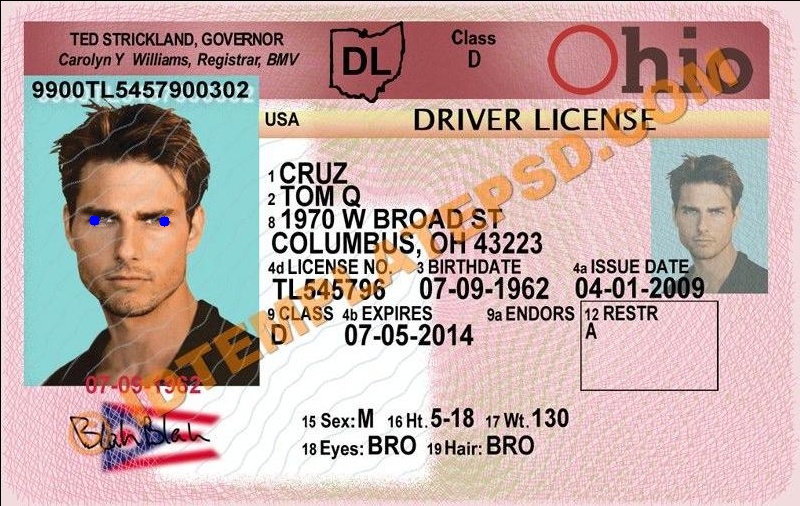 TED STRICKLAND, GOVERNOR
Carolyn Y Williams, Registrar, BMV
DL
Class
D
Ohio
9900TL5457900302
USA
DRIVER LICENSE
1 CRUZ
2 TOM Q
8 1970 W BROAD ST
COLUMBUS, OH 43223
4d LICENSE NO. 3 BIRTHDATE 4a ISSUE DATE
TL545796 07-09-1962 04-01-2009
9 CLASS 4b EXPIRES 9a ENDORS 12 RESTR
D 07-05-2014 A
07-09-1962
Blah Blah
15 Sex: M 16 Ht. 5-18 17 Wt. 130
18 Eyes: BRO 19 Hair: BRO
© IDTEMPLATEPSD.COM